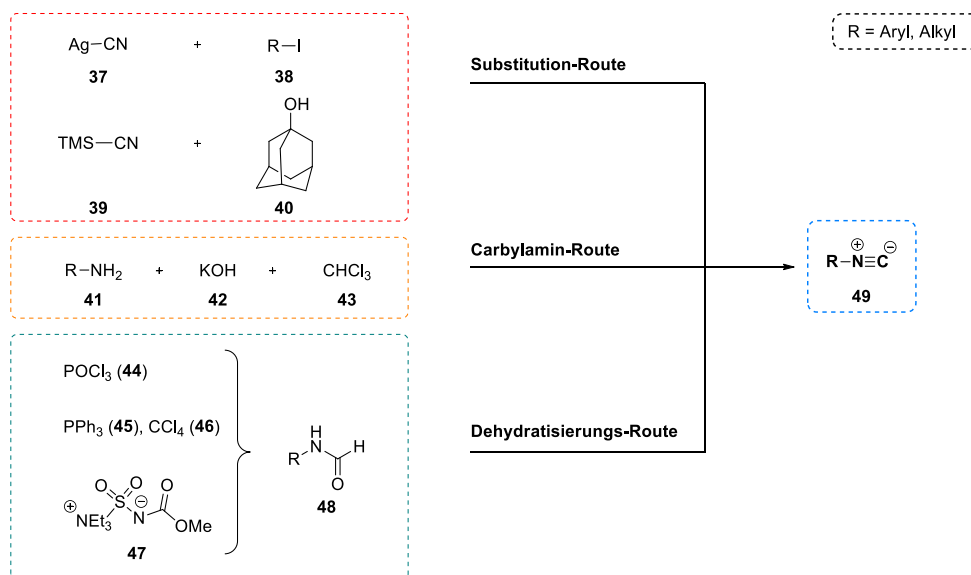 R = Aryl, Alkyl
Ag–CN + R–I
37 38
Substitution-Route
OH
TMS–CN +
39 40
R–NH2 + KOH + CHCl3
41 42 43
Carbylamin-Route
⊕ ⊖
R–N≡C
49
POCl3 (44)
PPh3 (45), CCl4 (46)
H
R N H
O
48
Dehydratisierungs-Route
O O O
⊕ S ⊖
NEt3 N OMe
47